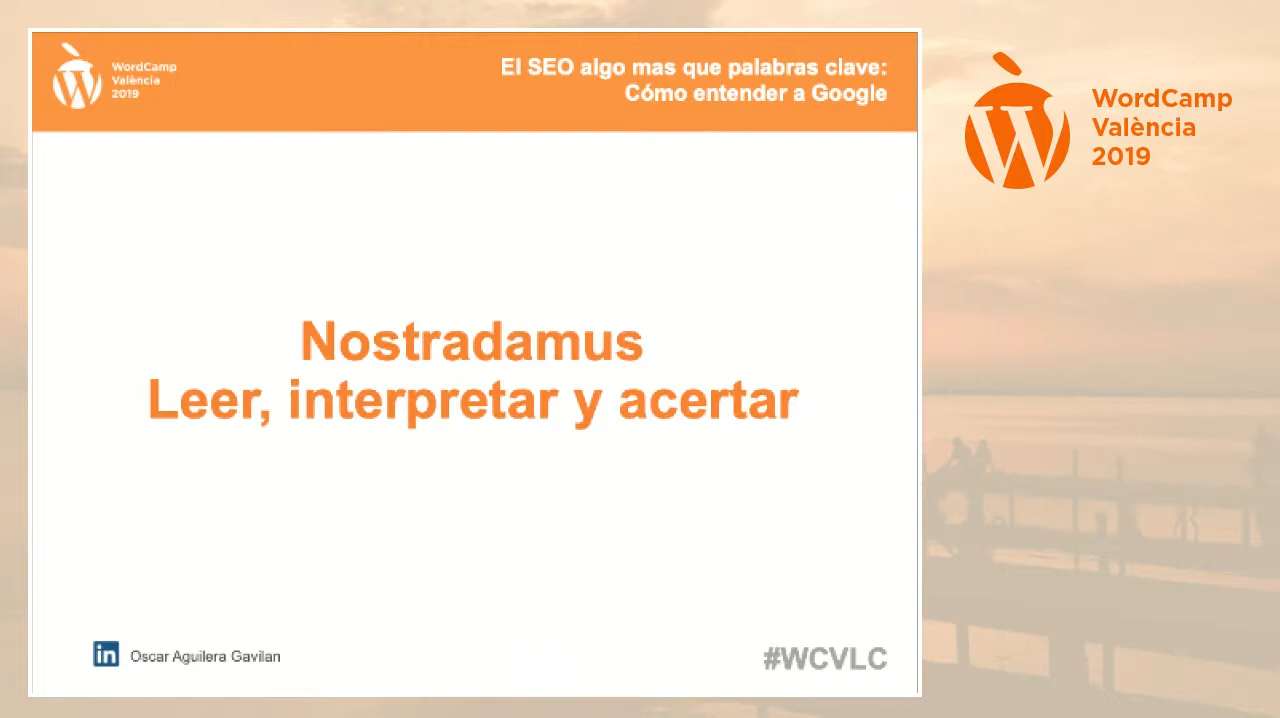 WordCamp
València
2019
El SEO algo mas que palabras clave:
Cómo entender a Google
WordCamp
València
2019
Nostradamus
Leer, interpretar y acertar
in Oscar Aguilera Gavilan
#WCVLC